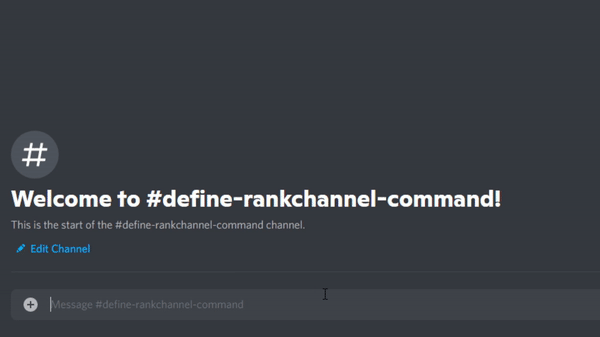 #
Welcome to #define-rankchannel-command!
This is the start of the #define-rankchannel-command channel.
Edit Channel
Message #define-rankchannel-command